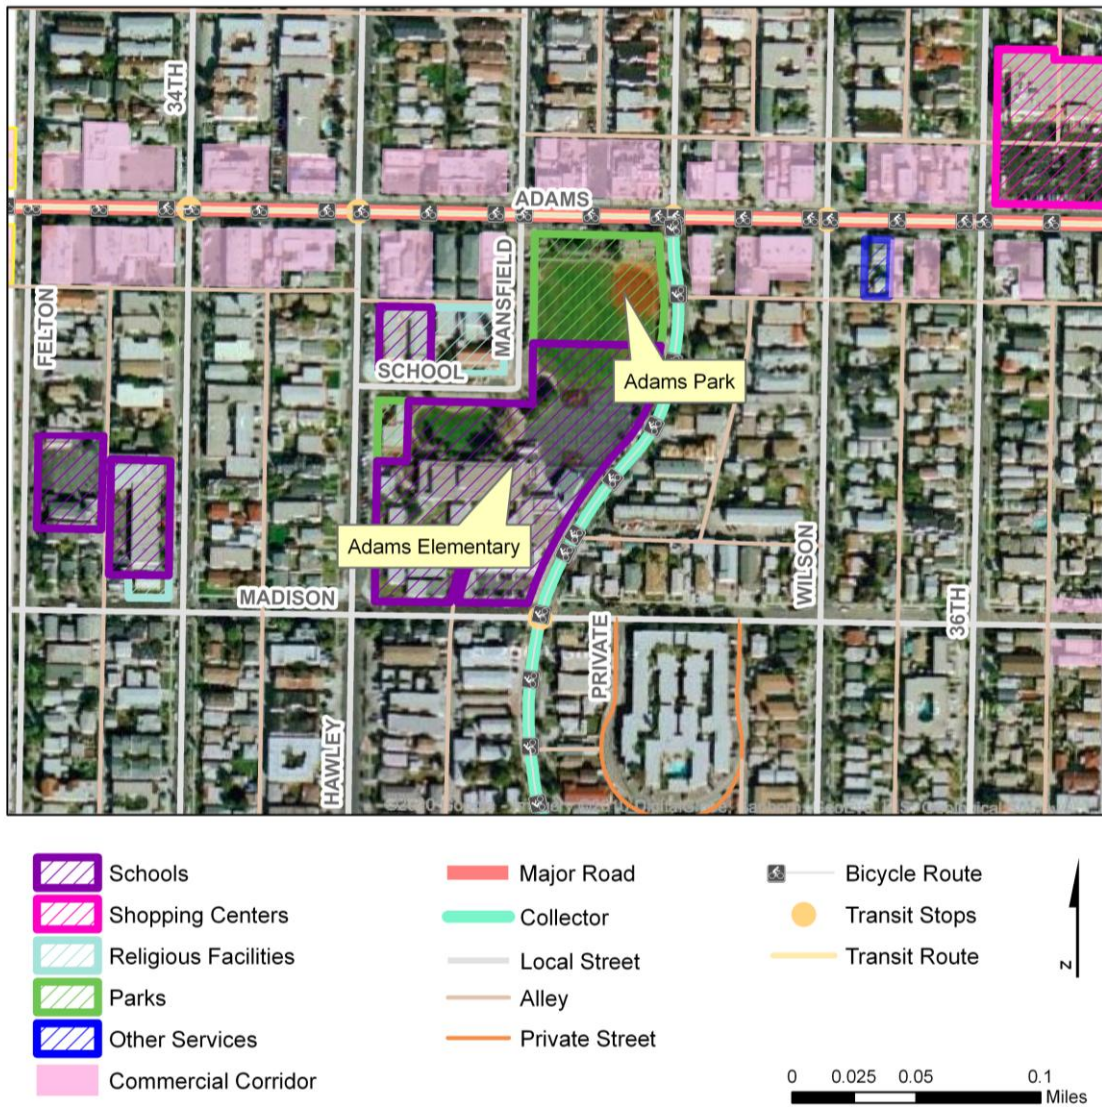 34TH
ADAMS
MANSFIELD
FELTON
SCHOOL
Adams Park
Adams Elementary
MADISON
WILSON
36TH
PRIVATE
HAWLEY
Schools
Shopping Centers
Religious Facilities
Parks
Other Services
Commercial Corridor
Major Road
Collector
Local Street
Alley
Private Street
Bicycle Route
Transit Stops
Transit Route
N
0 0.025 0.05 0.1
Miles